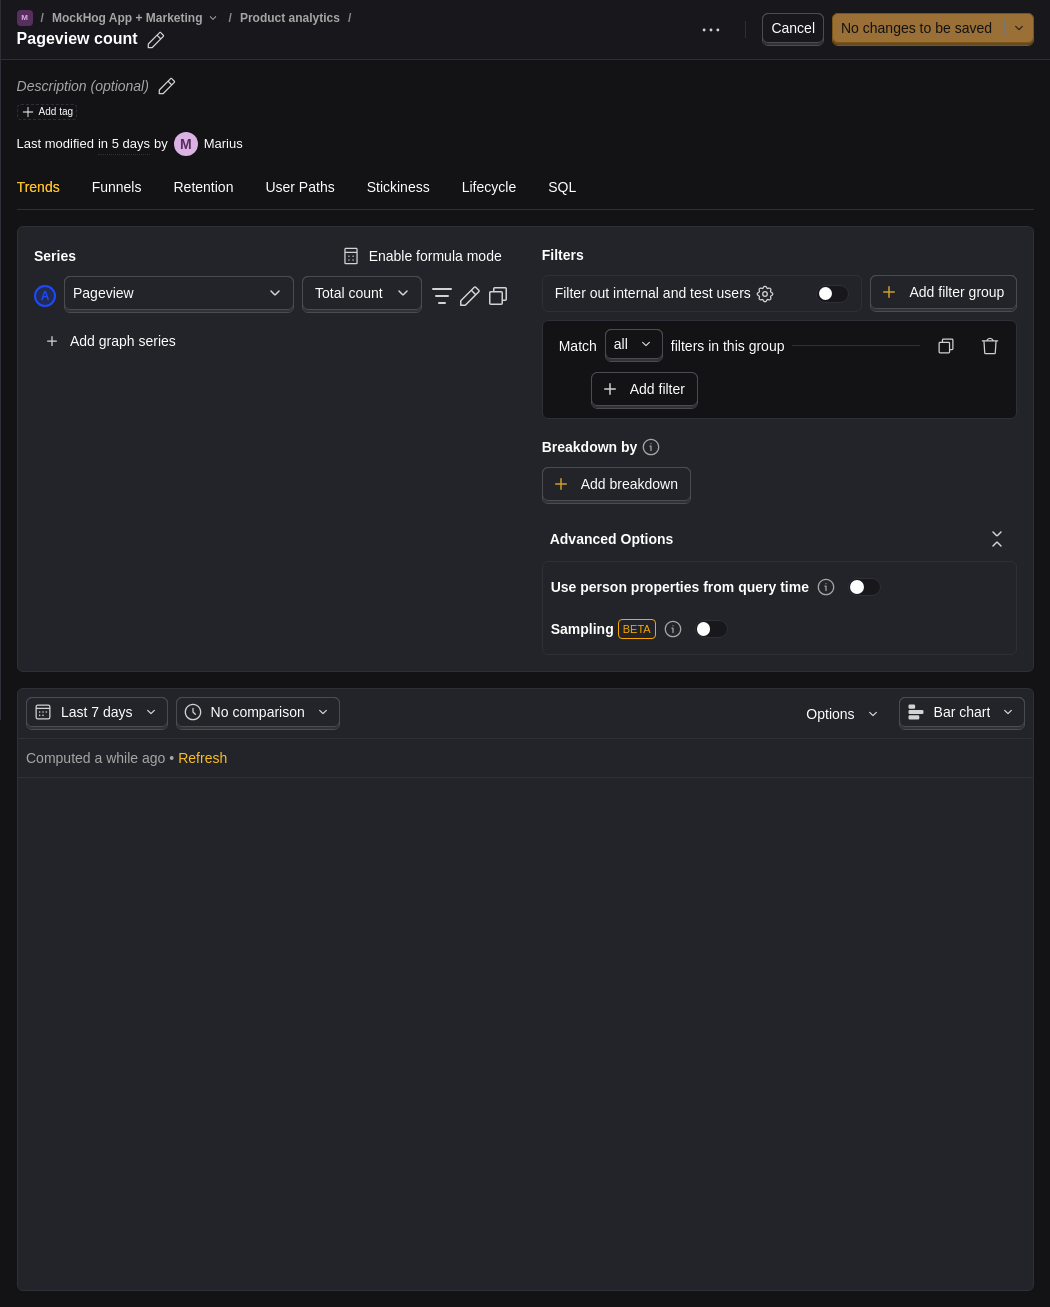 M / MockHog App + Marketing / Product analytics /
Pageview count
Cancel
No changes to be saved
Description (optional)
Add tag
Last modified in 5 days by M Marius
Trends Funnels Retention User Paths Stickiness Lifecycle SQL
Series
Enable formula mode
A Pageview Total count
Add graph series
Filters
Filter out internal and test users
Add filter group
Match all filters in this group
Add filter
Breakdown by
Add breakdown
Advanced Options
Use person properties from query time
Sampling BETA
Last 7 days No comparison Options Bar chart
Computed a while ago • Refresh